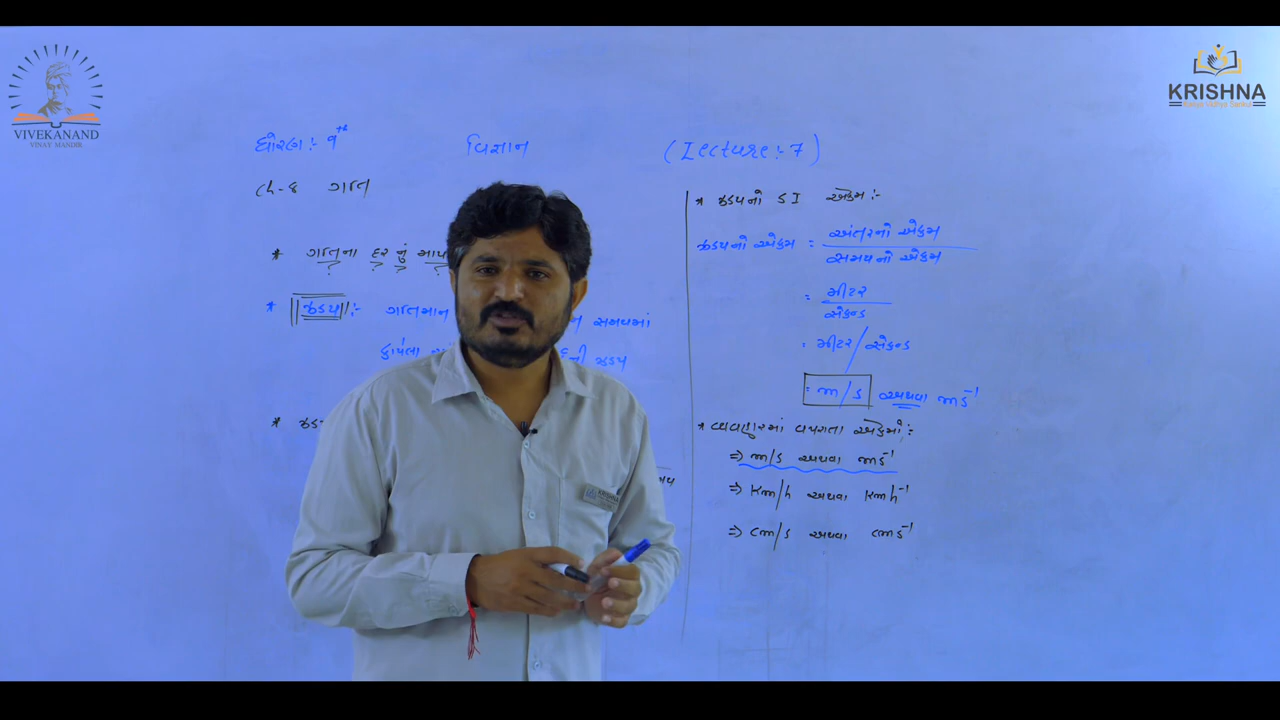 VIVEKANAND
VINAY MANDIR
KRISHNA
ધોરણ :- 9th વિજ્ઞાન (Lecture :- 7)
Ch-8 ગતિ
* ગતિના દર નું
* ઝડપ :- ગતિમાન સમયમાં
કાપેલા ની ઝડપ
*
* ઝડપનો SI એકમ :-
ઝડપનો એકમ = અંતરનો એકમ
સમયનો એકમ
= મીટર
સેકન્ડ
= મીટર/સેકન્ડ
= m/s અથવા ms⁻¹
* વ્યવહારમાં વપરાતા એકમો :-
⇒ m/s અથવા ms⁻¹
⇒ Km/h અથવા Kmh⁻¹
⇒ cm/s અથવા cms⁻¹
KRISHNA